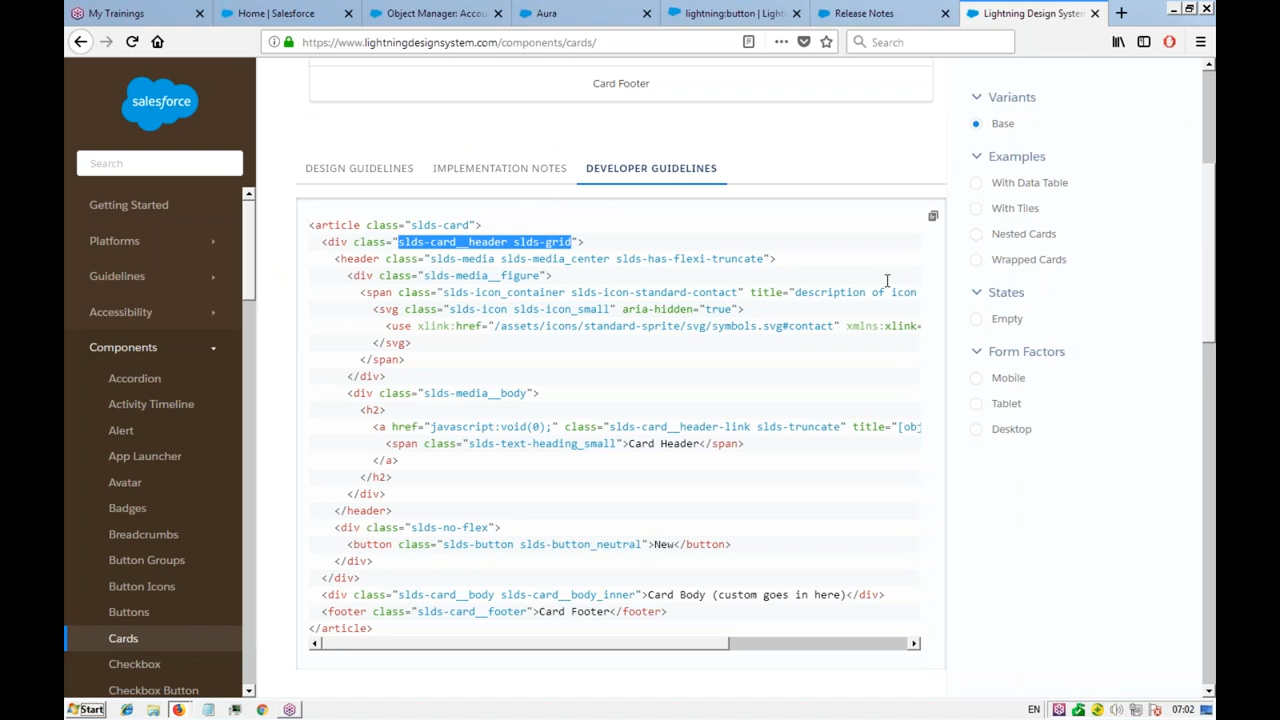 My Trainings
Home | Salesforce
Object Manager: Accou
Aura
lightning:button | Lightn
Release Notes
Lightning Design System
https://www.lightningdesignsystem.com/components/cards/
Search
salesforce
Search
Getting Started
Platforms
Guidelines
Accessibility
Components
Accordion
Activity Timeline
Alert
App Launcher
Avatar
Badges
Breadcrumbs
Button Groups
Button Icons
Buttons
Cards
Checkbox
Checkbox Button
Card Footer
DESIGN GUIDELINES
IMPLEMENTATION NOTES
DEVELOPER GUIDELINES
<article class="slds-card">
<div class="slds-card__header slds-grid">
<header class="slds-media slds-media_center slds-has-flexi-truncate">
<div class="slds-media__figure">
<span class="slds-icon_container slds-icon-standard-contact" title="description of icon
<svg class="slds-icon slds-icon_small" aria-hidden="true">
<use xlink:href="/assets/icons/standard-sprite/svg/symbols.svg#contact" xmlns:xlink=
</svg>
</span>
</div>
<div class="slds-media__body">
<h2>
<a href="javascript:void(0);" class="slds-card__header-link slds-truncate" title="[obj
<span class="slds-text-heading_small">Card Header</span>
</a>
</h2>
</div>
</header>
<div class="slds-no-flex">
<button class="slds-button slds-button_neutral">New</button>
</div>
</div>
<div class="slds-card__body slds-card__body_inner">Card Body (custom goes in here)</div>
<footer class="slds-card__footer">Card Footer</footer>
</article>
Variants
Base
Examples
With Data Table
With Tiles
Nested Cards
Wrapped Cards
States
Empty
Form Factors
Mobile
Tablet
Desktop
Start
EN
07:02